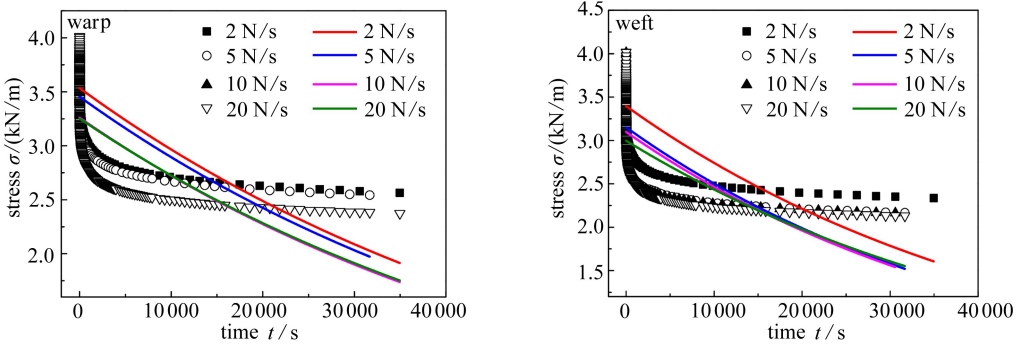 warp
2 N/s 2 N/s
5 N/s 5 N/s
10 N/s 10 N/s
20 N/s 20 N/s
4.0
3.5
3.0
2.5
2.0
stress σ/(kN/m)
0 10 000 20 000 30 000 40 000
time t/s
weft
2 N/s 2 N/s
5 N/s 5 N/s
10 N/s 10 N/s
20 N/s 20 N/s
4.5
4.0
3.5
3.0
2.5
2.0
1.5
stress σ/(kN/m)
0 10 000 20 000 30 000 40 000
time t/s